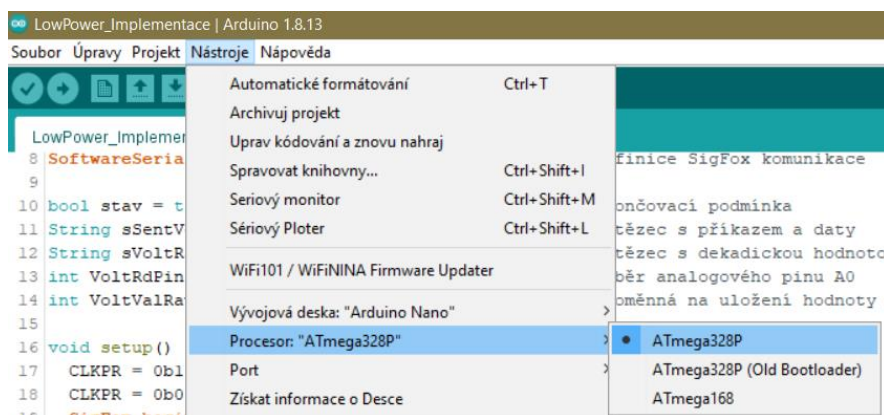 LowPower_Implementace | Arduino 1.8.13
Soubor Úpravy Projekt Nástroje Nápověda
Automatické formátování Ctrl+T
Archivuj projekt
Uprav kódování a znovu nahraj
Spravovat knihovny... Ctrl+Shift+I
Seriový monitor Ctrl+Shift+M
Sériový Ploter Ctrl+Shift+L
WiFi101 / WiFiNINA Firmware Updater
Vývojová deska: "Arduino Nano"
Procesor: "ATmega328P"
Port
Získat informace o Desce
ATmega328P
ATmega328P (Old Bootloader)
ATmega168
LowPower_Implemen
8 SoftwareSeria finice SigFox komunikace
9
10 bool stav = t ončovací podmínka
11 String sSentV tězec s příkazem a daty
12 String sVoltR tězec s dekadickou hodnoto
13 int VoltRdPin běr analogového pinu A0
14 int VoltValRa oměnná na uložení hodnoty
15
16 void setup()
17 CLKPR = 0b1
18 CLKPR = 0b0